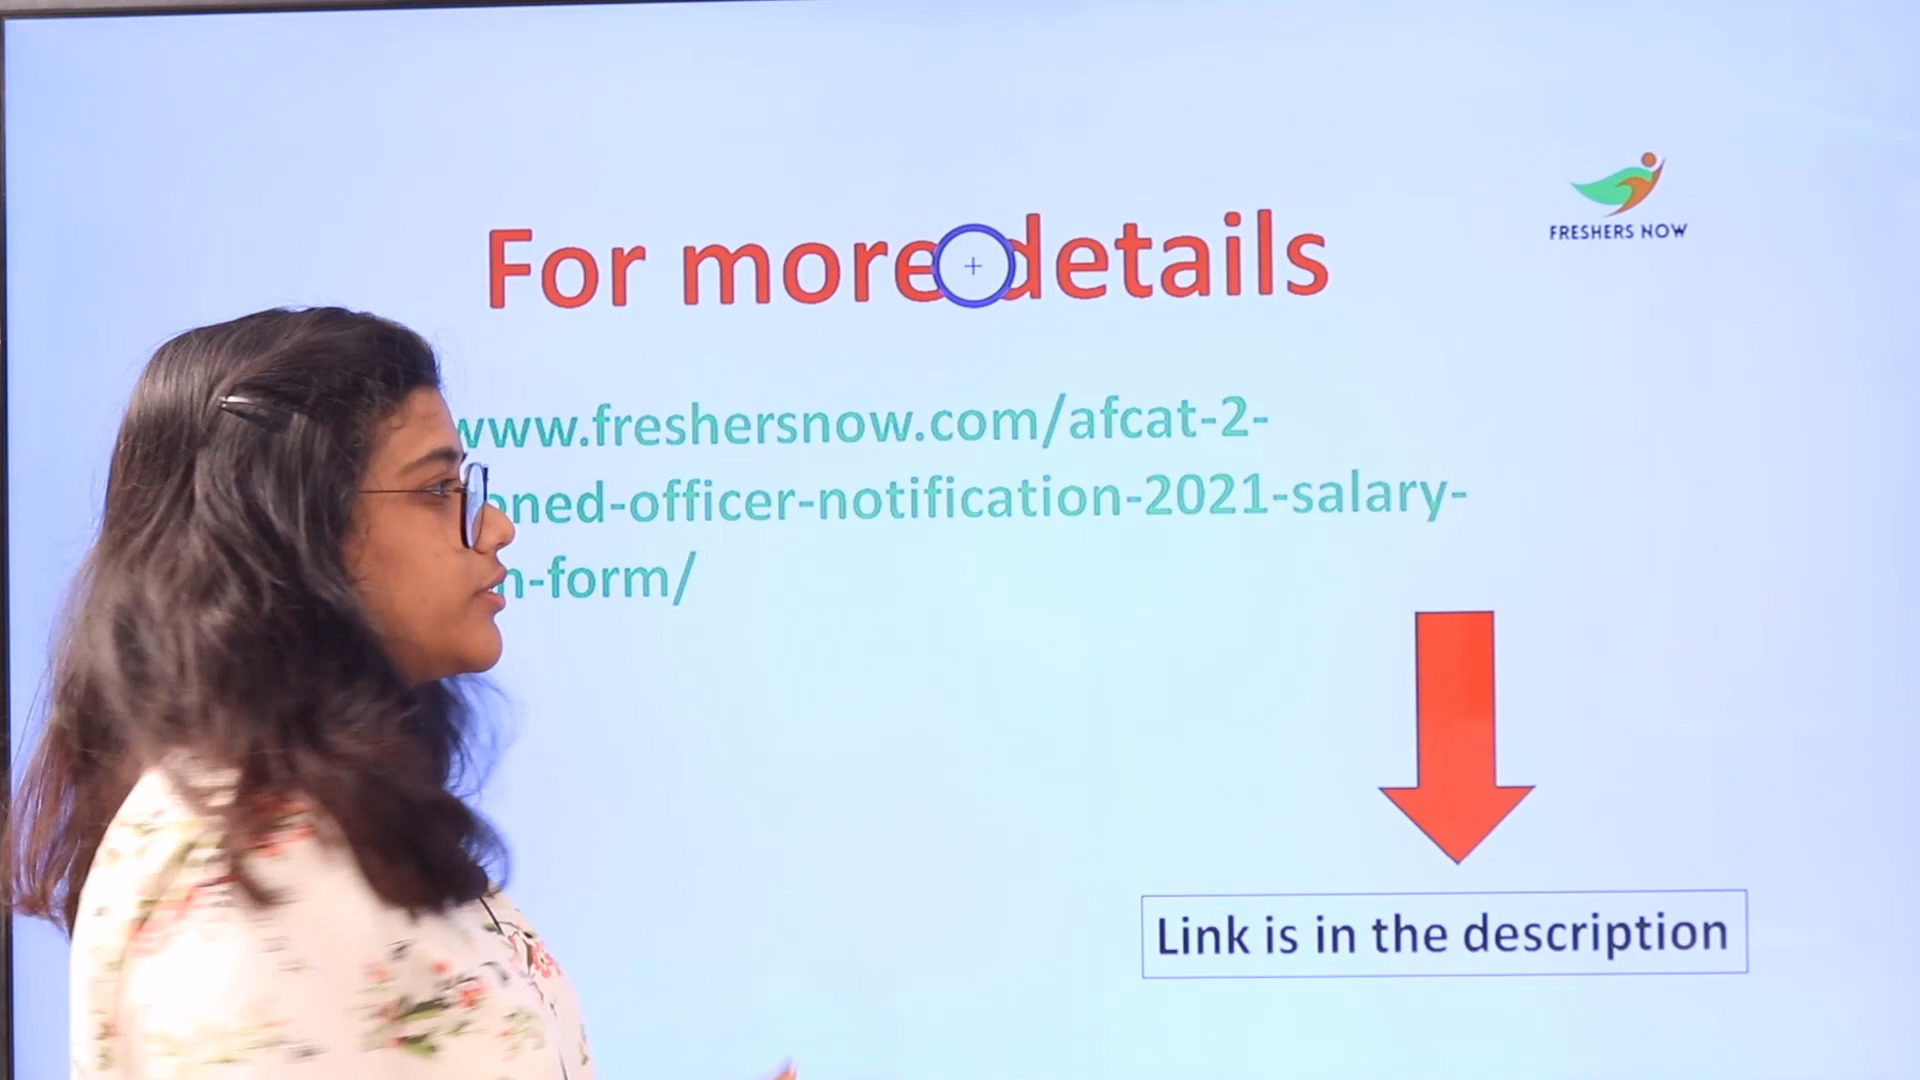 For more details
FRESHERS NOW
www.freshersnow.com/afcat-2-
oned-officer-notification-2021-salary-
n-form/
Link is in the description